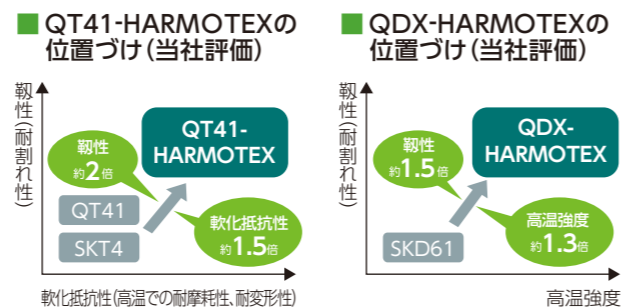 ■ QT41-HARMOTEXの
位置づけ(当社評価)
靱性(耐割れ性)
QT41-
HARMOTEX
靱性
約2倍
QT41
SKT4
軟化抵抗性
約1.5倍
軟化抵抗性(高温での耐摩耗性、耐変形性)
■ QDX-HARMOTEXの
位置づけ(当社評価)
靱性(耐割れ性)
QDX-
HARMOTEX
靱性
約1.5倍
SKD61
高温強度
約1.3倍
高温強度